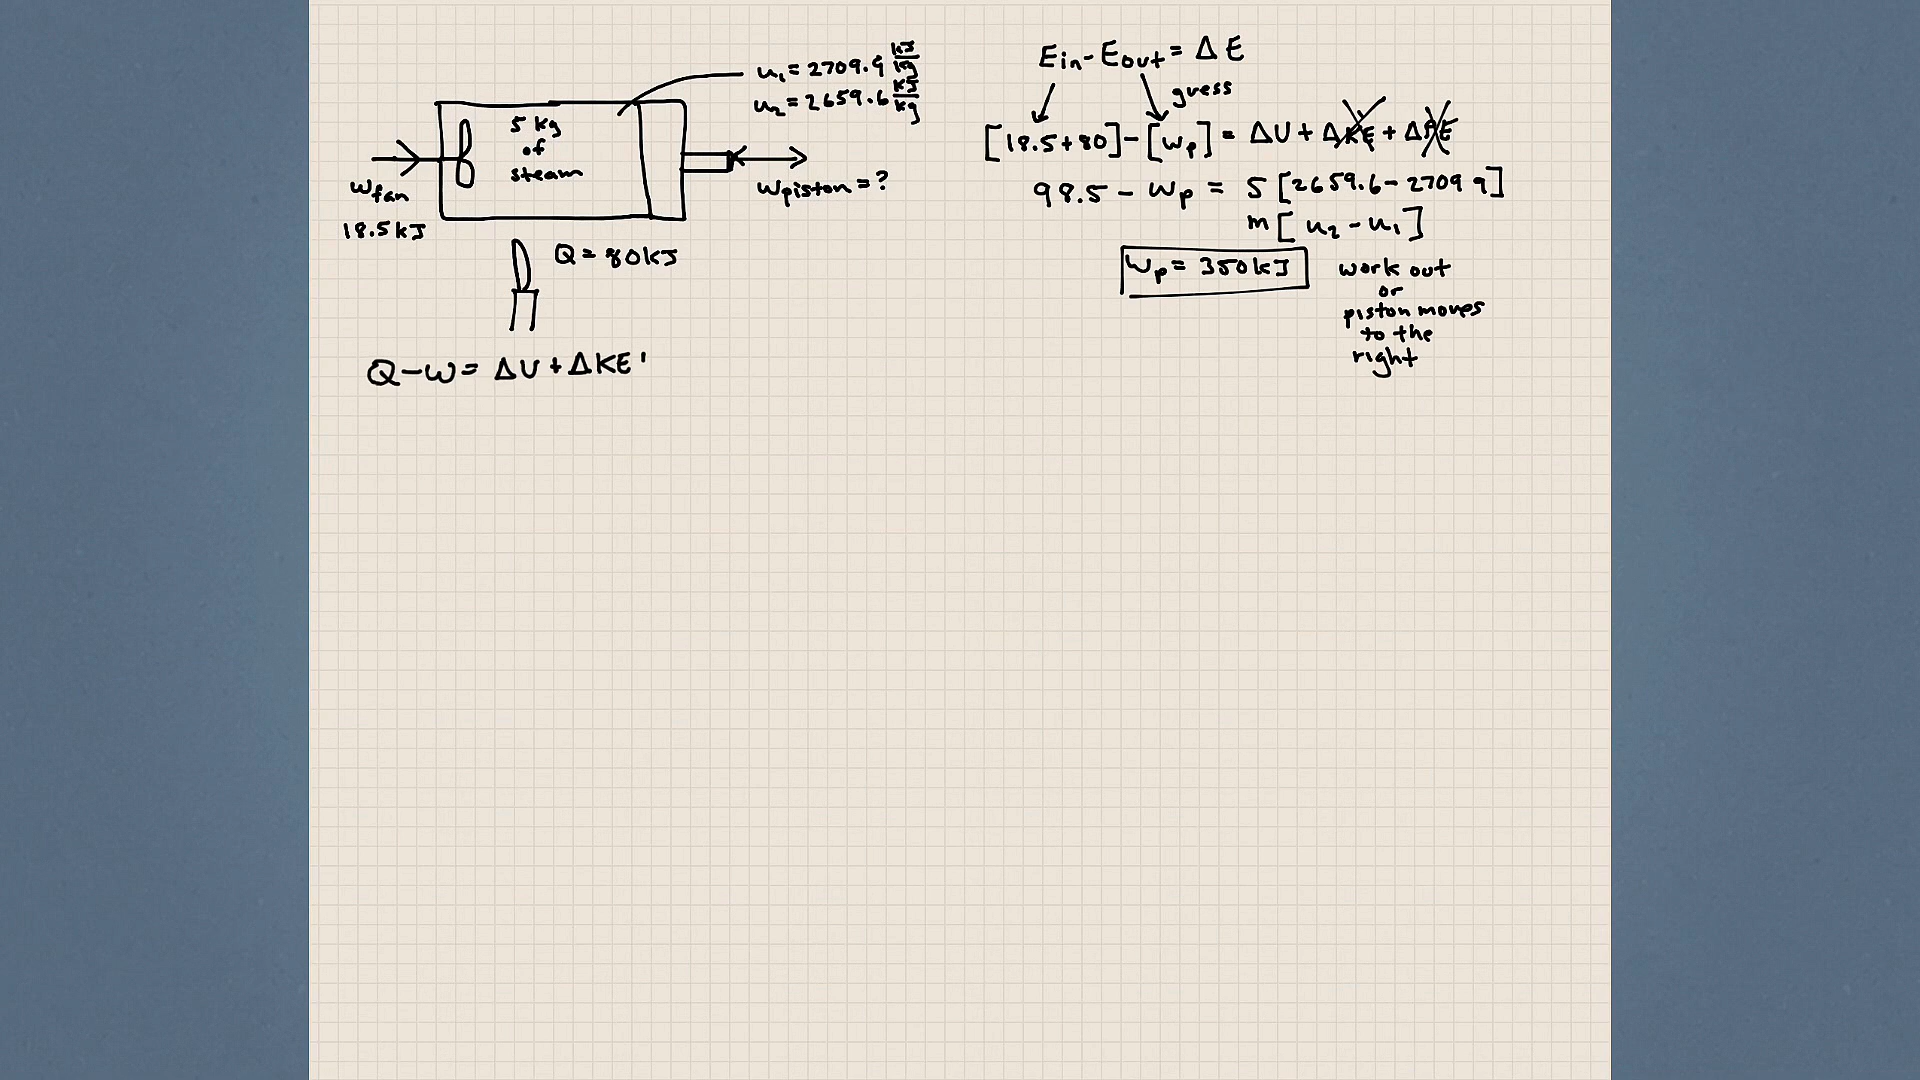 u₁ = 2709.9 kJ/kg
u₂ = 2659.6 kJ/kg
5 kg
of
steam
Wfan
18.5 kJ
Wpiston = ?
Q = 80 kJ
Q - W = ΔU + ΔKE
Ein - Eout = ΔE
guess
[18.5+80] - [Wp] = ΔU + ΔKE + ΔPE
98.5 - Wp = 5 [2659.6 - 2709.9]
m [u₂ - u₁]
Wp = 350 kJ
work out
or
piston moves
to the
right